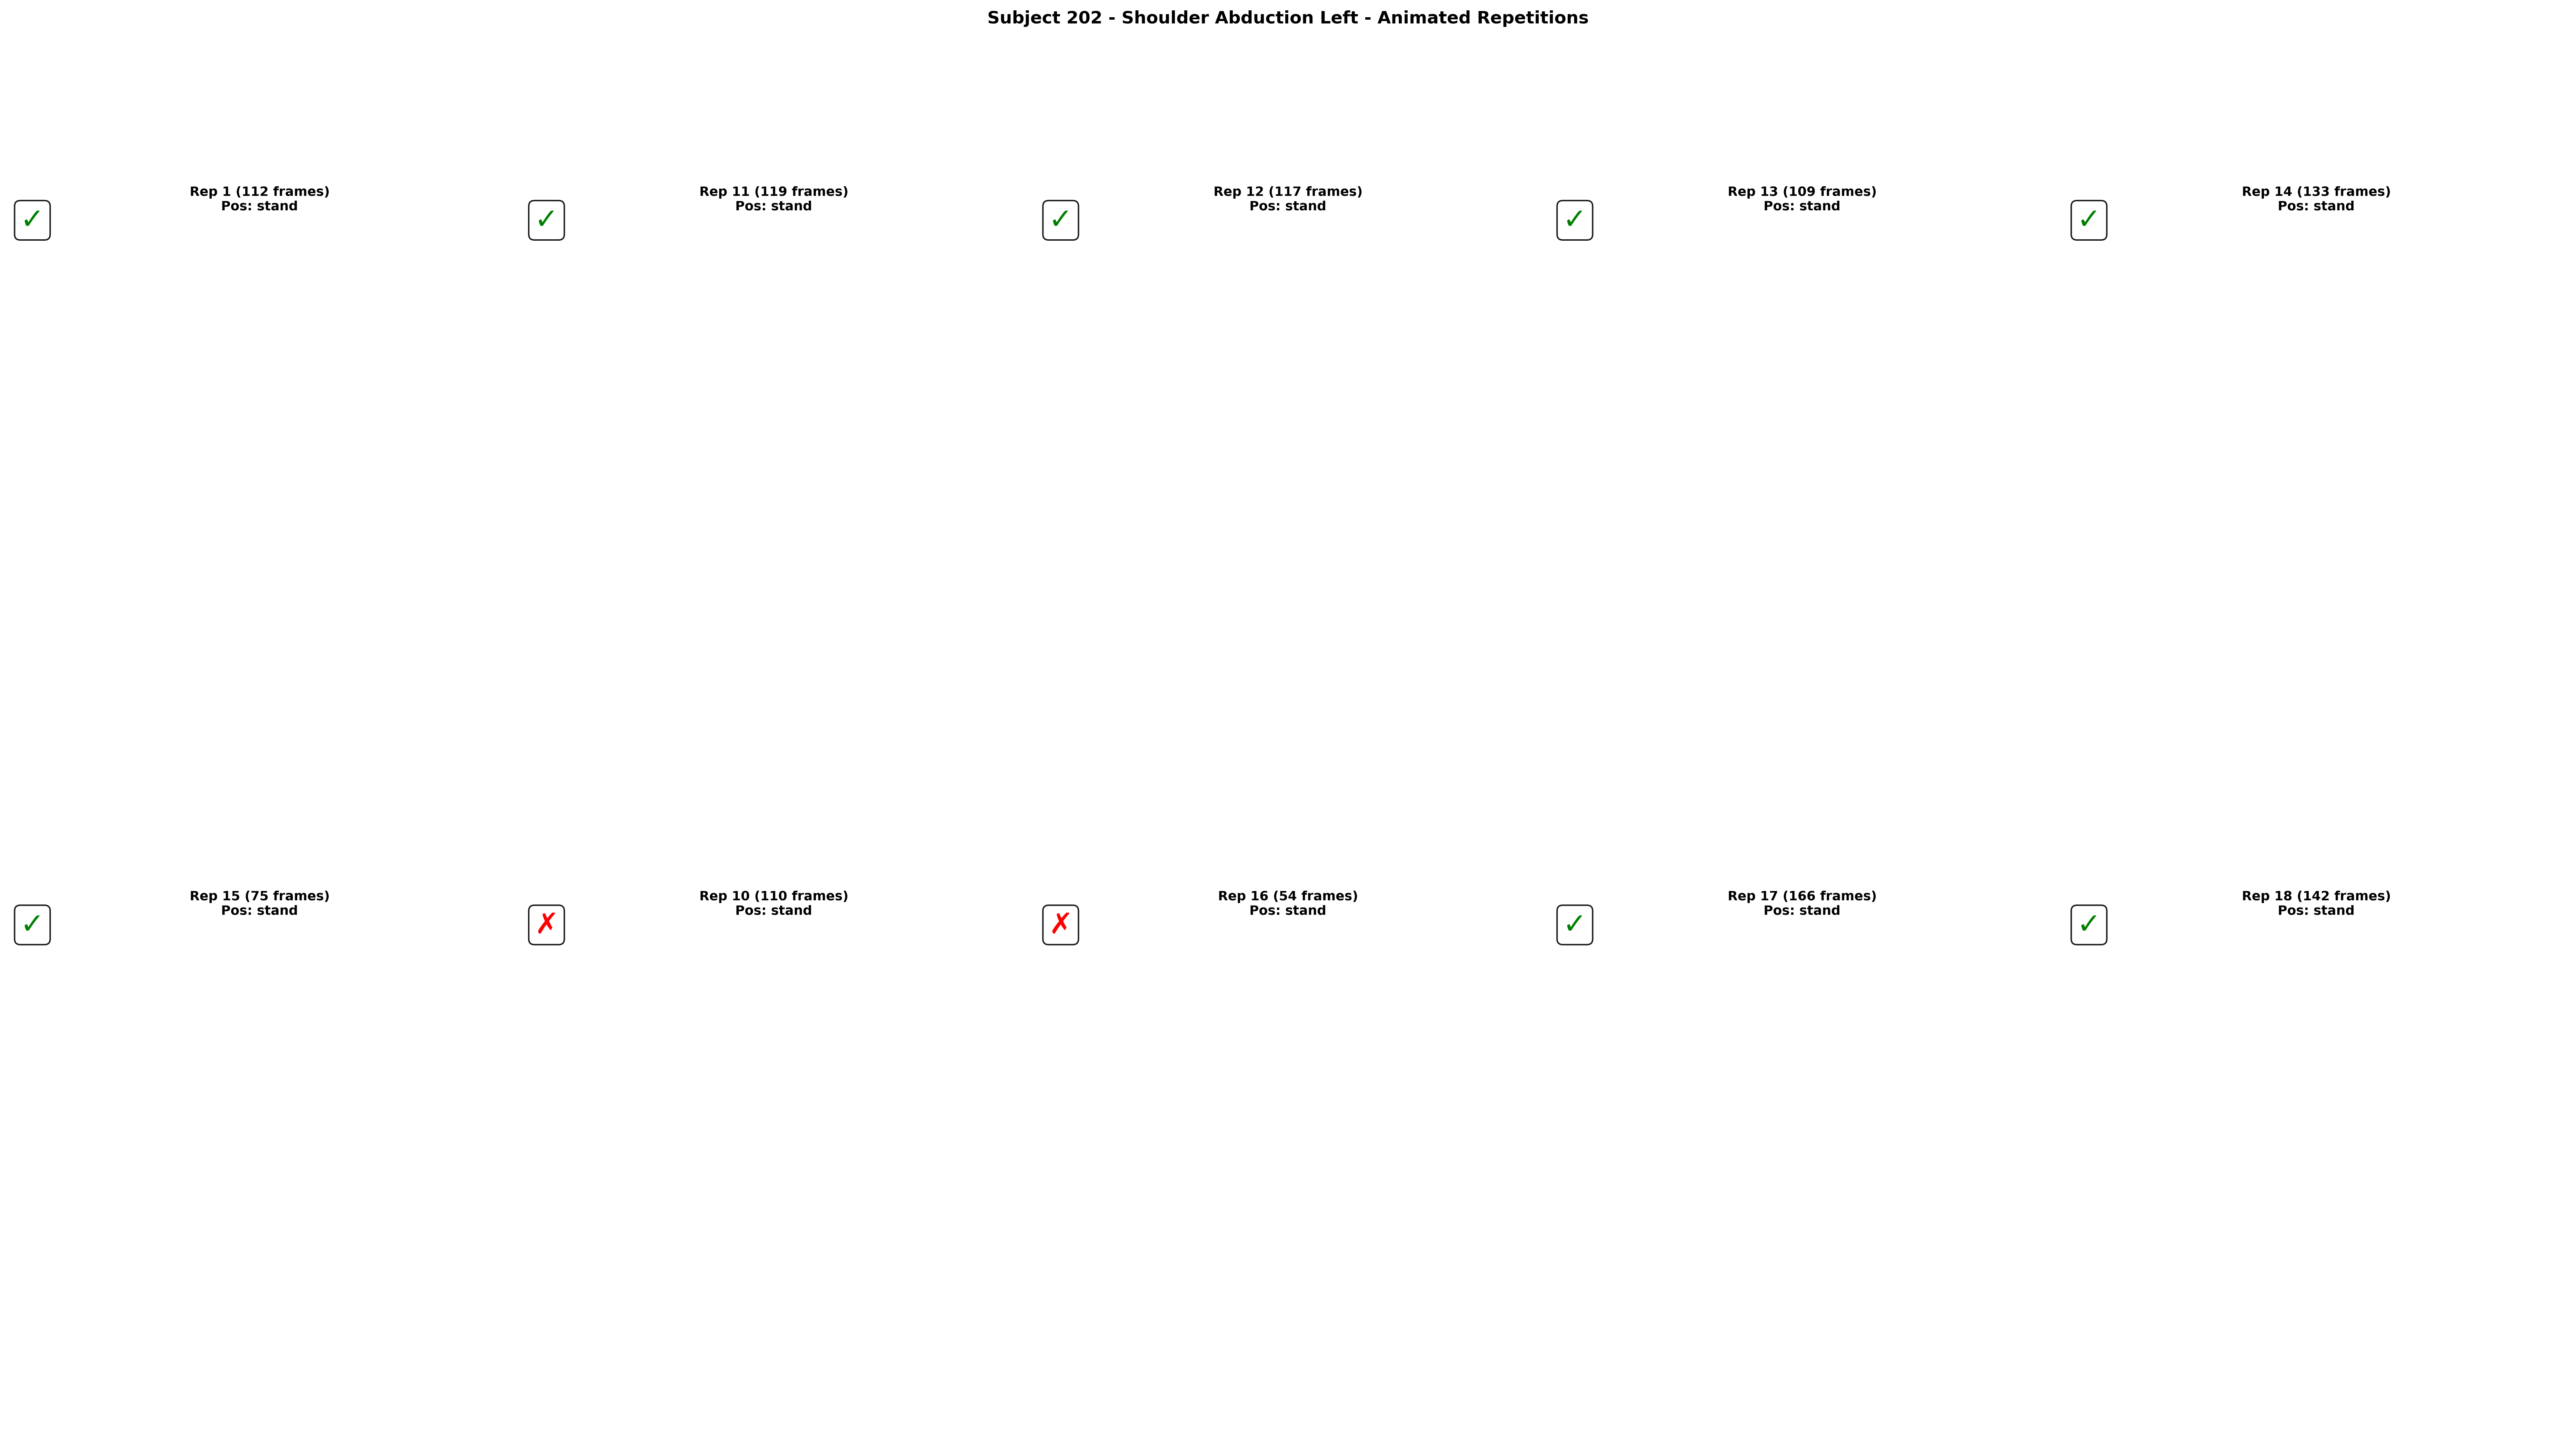 Subject 202 - Shoulder Abduction Left - Animated Repetitions
Rep 1 (112 frames)
Pos: stand
✓
Rep 11 (119 frames)
Pos: stand
✓
Rep 12 (117 frames)
Pos: stand
✓
Rep 13 (109 frames)
Pos: stand
✓
Rep 14 (133 frames)
Pos: stand
✓
Rep 15 (75 frames)
Pos: stand
✓
Rep 10 (110 frames)
Pos: stand
✗
Rep 16 (54 frames)
Pos: stand
✗
Rep 17 (166 frames)
Pos: stand
✓
Rep 18 (142 frames)
Pos: stand
✓